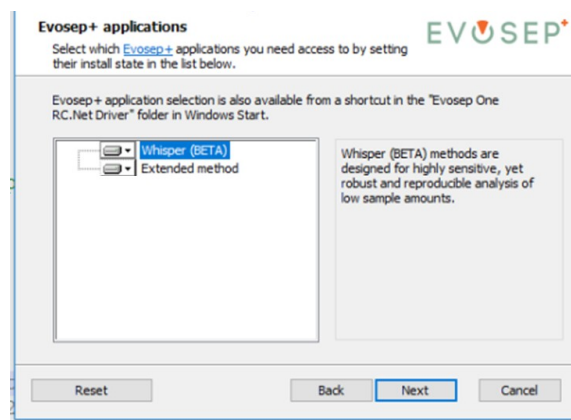 Evosep+ applications
EVOSEP+
Select which Evosep+ applications you need access to by setting
their install state in the list below.
Evosep+ application selection is also available from a shortcut in the "Evosep One
RC.Net Driver" folder in Windows Start.
Whisper (BETA)
Extended method
Whisper (BETA) methods are
designed for highly sensitive, yet
robust and reproducible analysis of
low sample amounts.
Reset
Back
Next
Cancel